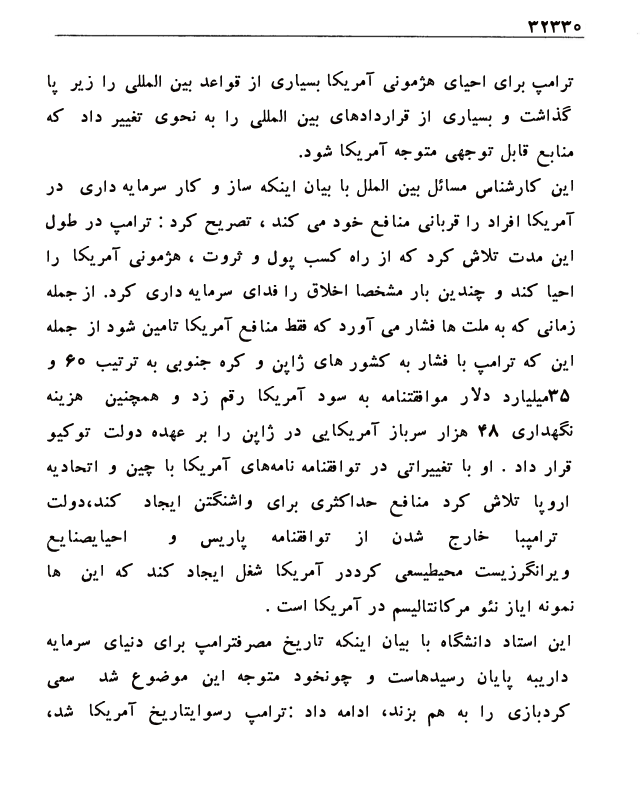 ۳۲۳۳۰
ترامپ برای احیای هژمونی آمریکا بسیاری از قواعد بین المللی را زیر پا
گذاشت و بسیاری از قراردادهای بین المللی را به نحوی تغییر داد که
منابع قابل توجهی متوجه آمریکا شود.
این کارشناس مسائل بین الملل با بیان اینکه ساز و کار سرمایه داری در
آمریکا افراد را قربانی منافع خود می کند ، تصریح کرد : ترامپ در طول
این مدت تلاش کرد که از راه کسب پول و ثروت ، هژمونی آمریکا را
احیا کند و چندین بار مشخصا اخلاق را فدای سرمایه داری کرد. از جمله
زمانی که به ملت ها فشار می آورد که فقط منافع آمریکا تامین شود از جمله
این که ترامپ با فشار به کشور های ژاپن و کره جنوبی به ترتیب ۶۰ و
۳۵میلیارد دلار موافقتنامه به سود آمریکا رقم زد و همچنین هزینه
نگهداری ۴۸ هزار سرباز آمریکایی در ژاپن را بر عهده دولت توکیو
قرار داد . او با تغییراتی در توافقنامه نامه‌های آمریکا با چین و اتحادیه
اروپا تلاش کرد منافع حداکثری برای واشنگتن ایجاد کند،دولت
ترامپبا خارج شدن از توافقنامه پاریس و احیایصنایع
ویرانگرزیست محیطیسعی کرددر آمریکا شغل ایجاد کند که این ها
نمونه ایاز نئو مرکانتالیسم در آمریکا است .
این استاد دانشگاه با بیان اینکه تاریخ مصرفترامپ برای دنیای سرمایه
داریبه پایان رسیدهاست و چونخود متوجه این موضوع شد سعی
کردبازی را به هم بزند، ادامه داد :ترامپ رسوایتاریخ آمریکا شد،